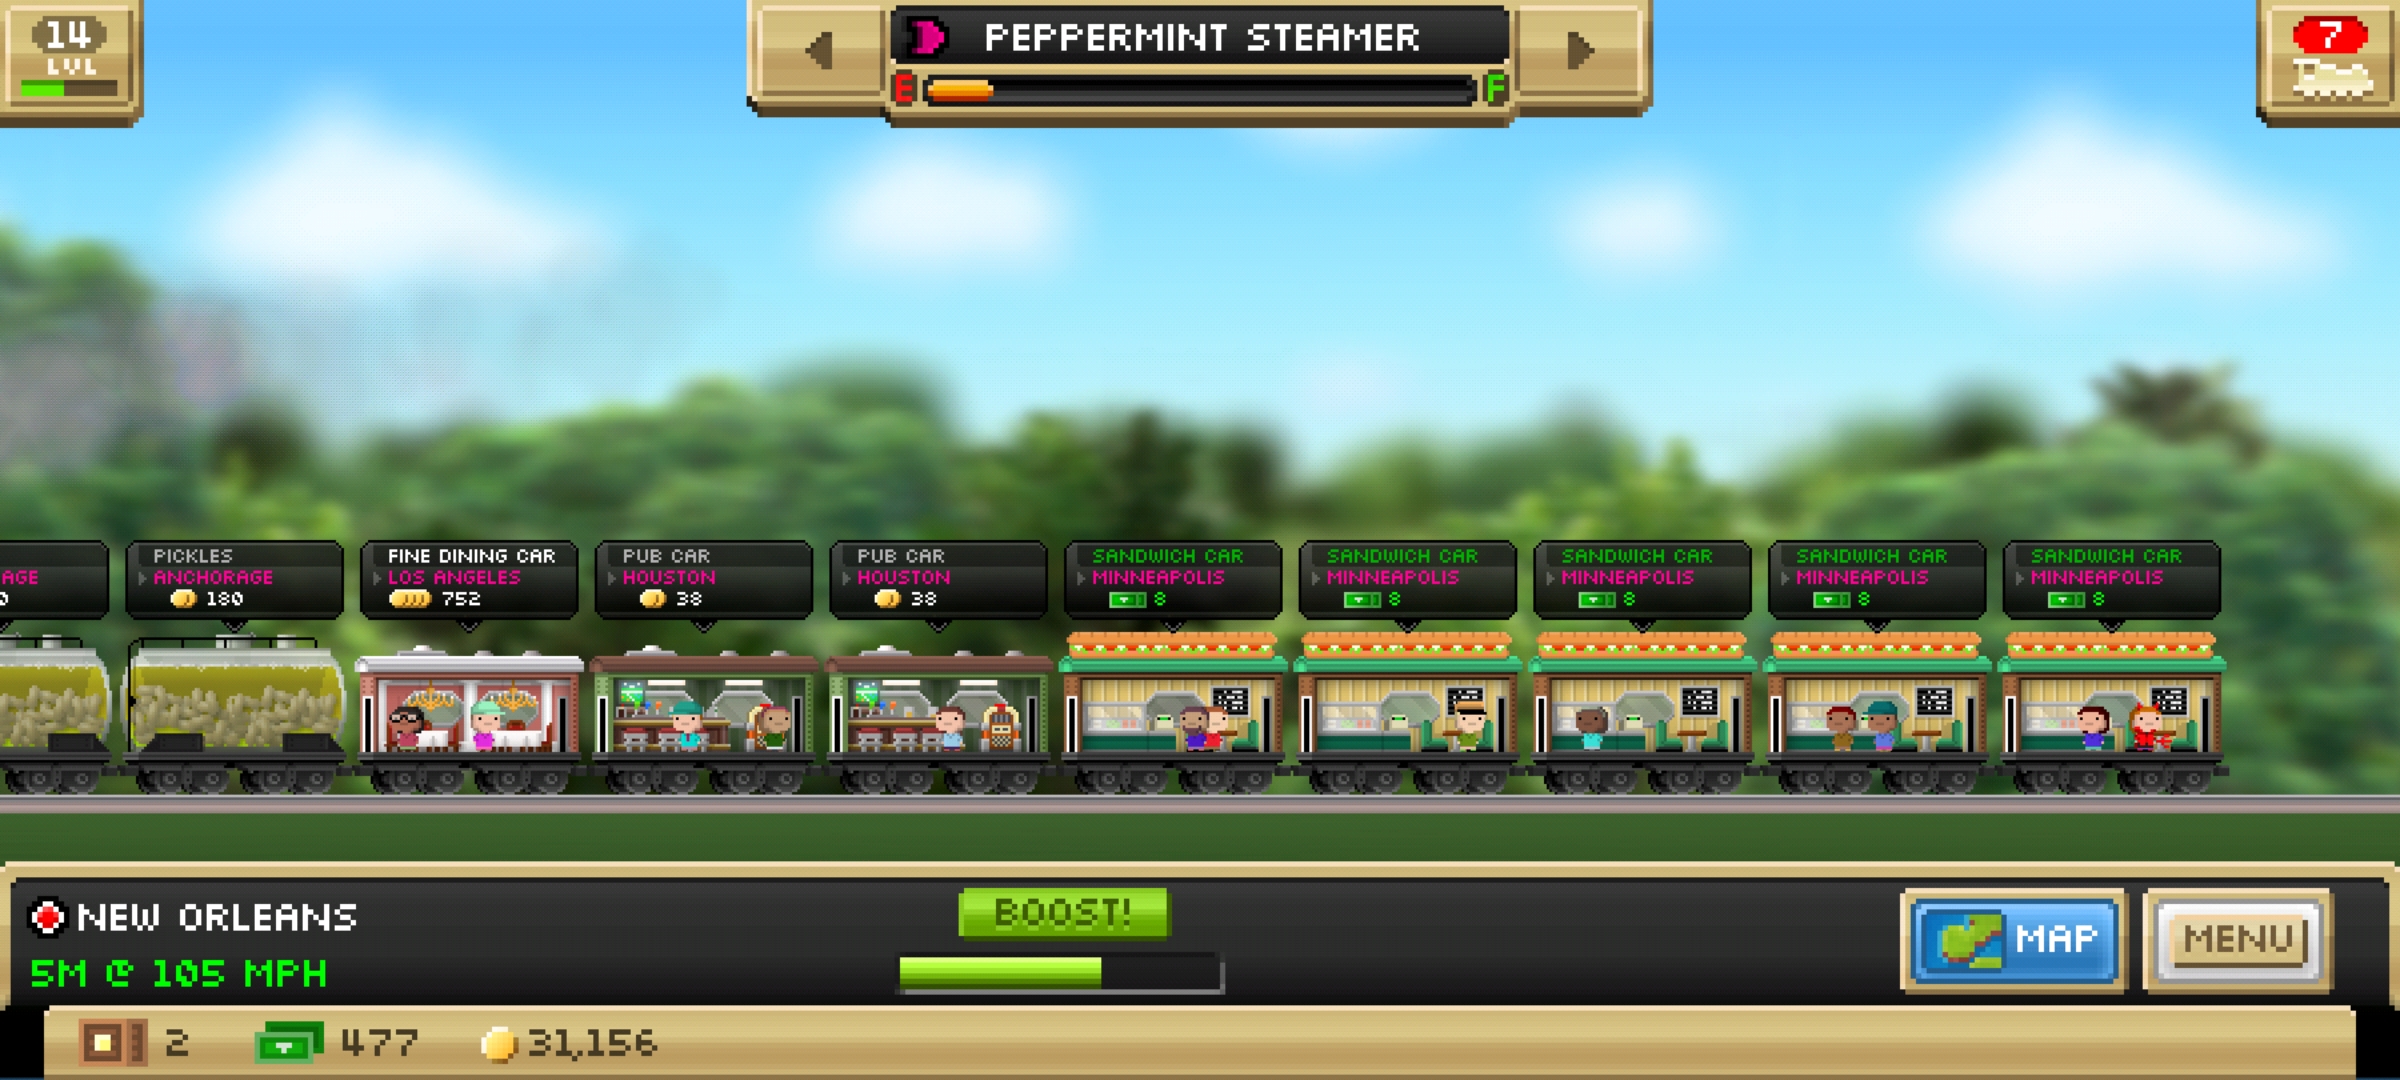 14
LVL
PEPPERMINT STEAMER
E F
7
AGE
0
PICKLES
ANCHORAGE
180
FINE DINING CAR
LOS ANGELES
752
PUB CAR
HOUSTON
38
PUB CAR
HOUSTON
38
SANDWICH CAR
MINNEAPOLIS
8
SANDWICH CAR
MINNEAPOLIS
8
SANDWICH CAR
MINNEAPOLIS
8
SANDWICH CAR
MINNEAPOLIS
8
SANDWICH CAR
MINNEAPOLIS
8
NEW ORLEANS
5M @ 105 MPH
BOOST!
MAP
MENU
2 477 31,156